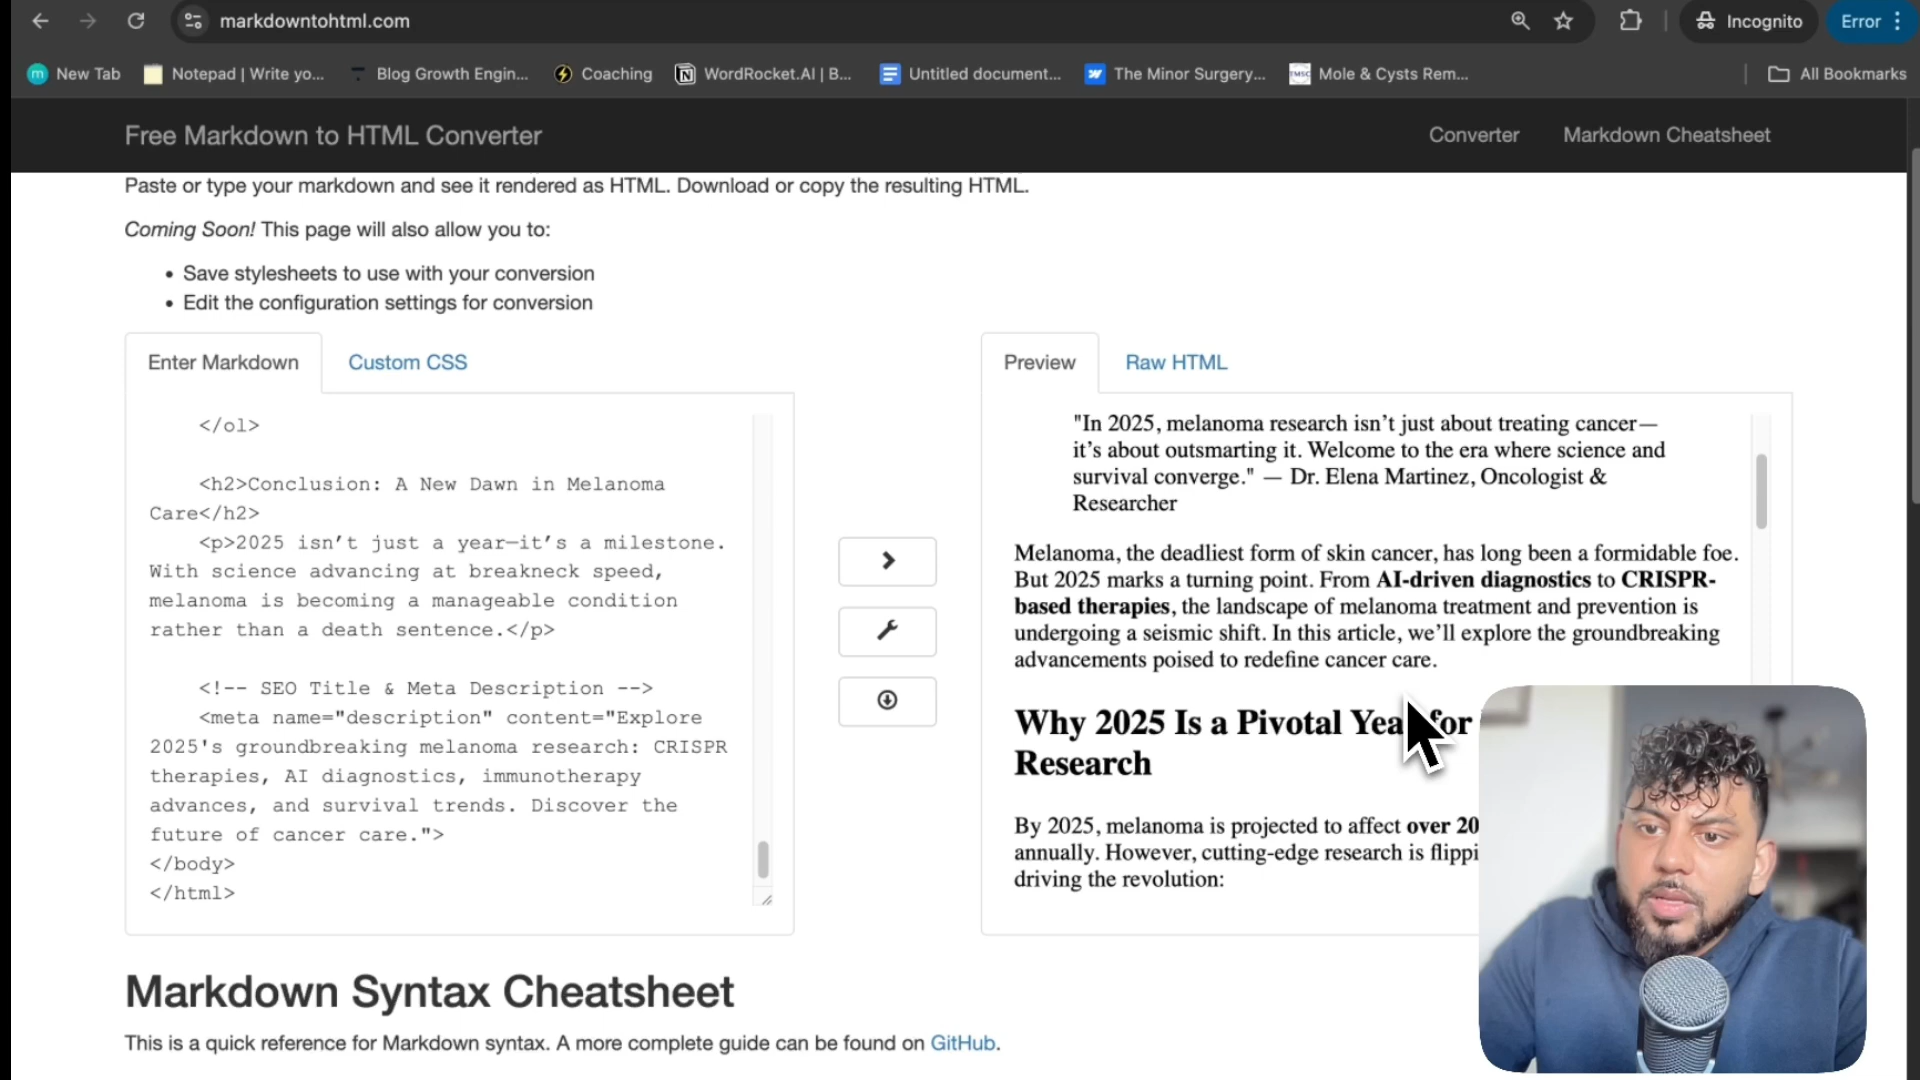 markdowntohtml.com
Incognito
Error
New Tab
Notepad | Write yo...
Blog Growth Engin...
Coaching
WordRocket.AI | B...
Untitled document...
The Minor Surgery...
Mole & Cysts Rem...
All Bookmarks
Free Markdown to HTML Converter
Converter
Markdown Cheatsheet
Paste or type your markdown and see it rendered as HTML. Download or copy the resulting HTML.
Coming Soon! This page will also allow you to:
• Save stylesheets to use with your conversion
• Edit the configuration settings for conversion
Enter Markdown
Custom CSS
</ol>
<h2>Conclusion: A New Dawn in Melanoma
Care</h2>
<p>2025 isn’t just a year—it’s a milestone.
With science advancing at breakneck speed,
melanoma is becoming a manageable condition
rather than a death sentence.</p>
<!-- SEO Title & Meta Description -->
<meta name="description" content="Explore
2025's groundbreaking melanoma research: CRISPR
therapies, AI diagnostics, immunotherapy
advances, and survival trends. Discover the
future of cancer care.">
</body>
</html>
Preview
Raw HTML
"In 2025, melanoma research isn’t just about treating cancer—
it’s about outsmarting it. Welcome to the era where science and
survival converge." — Dr. Elena Martinez, Oncologist &
Researcher
Melanoma, the deadliest form of skin cancer, has long been a formidable foe.
But 2025 marks a turning point. From AI-driven diagnostics to CRISPR-
based therapies, the landscape of melanoma treatment and prevention is
undergoing a seismic shift. In this article, we’ll explore the groundbreaking
advancements poised to redefine cancer care.
Why 2025 Is a Pivotal Year for
Research
By 2025, melanoma is projected to affect over 20
annually. However, cutting-edge research is flippi
driving the revolution:
Markdown Syntax Cheatsheet
This is a quick reference for Markdown syntax. A more complete guide can be found on GitHub.